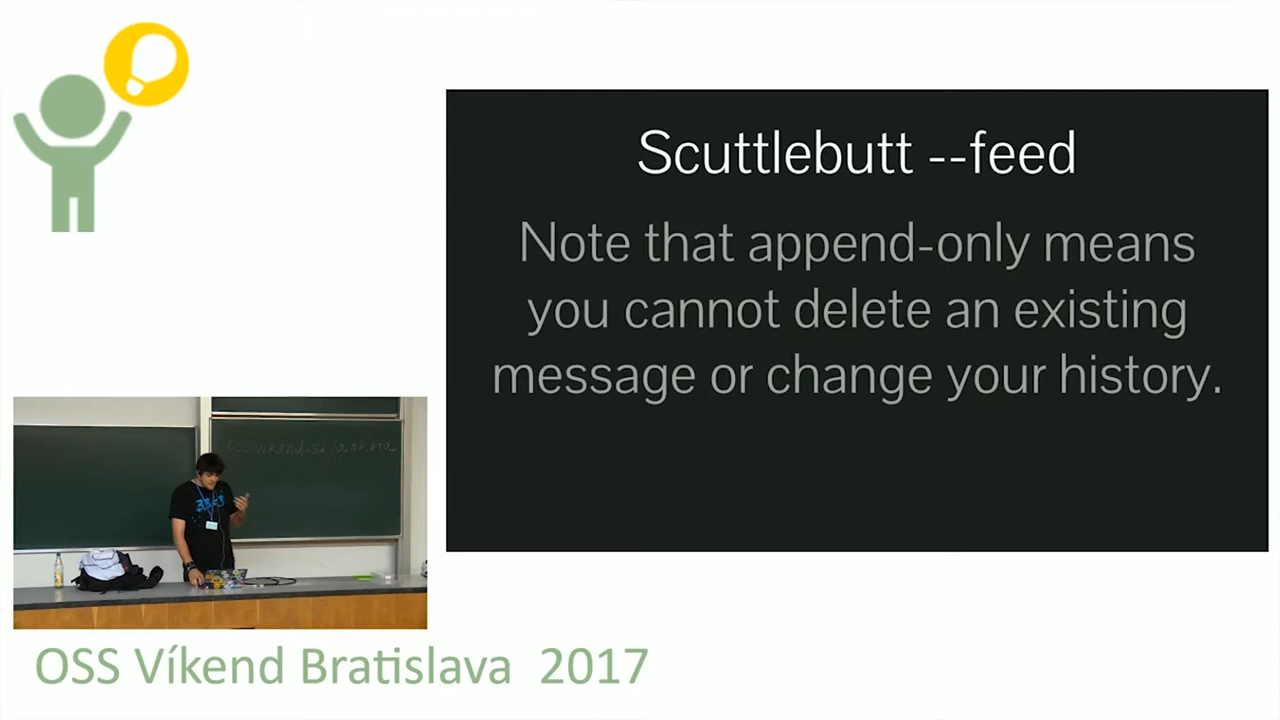 Scuttlebutt --feed
Note that append-only means
you cannot delete an existing
message or change your history.
OSS Víkend Bratislava 2017